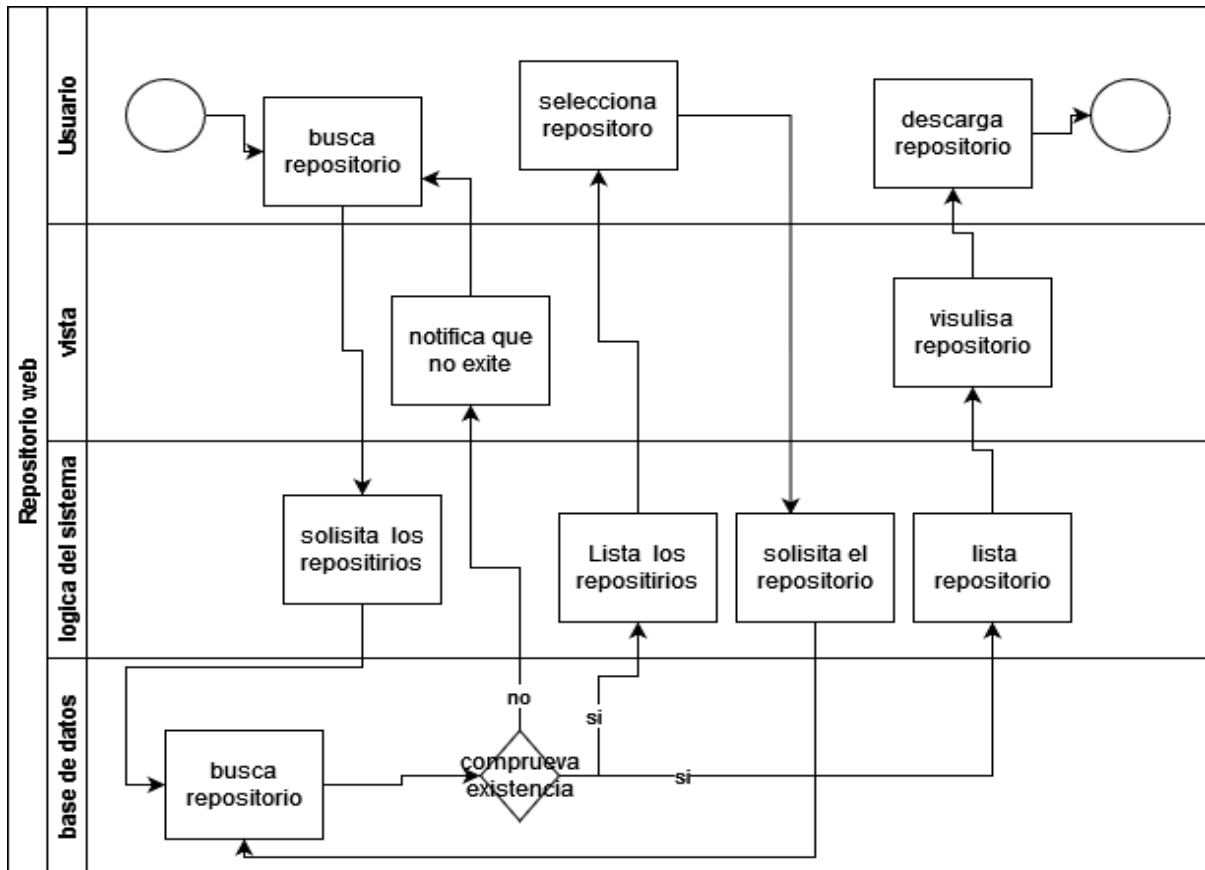 Repositorio web
Usuario
busca
repositorio
selecciona
repositoro
descarga
repositorio
vista
notifica que
no exite
visulisa
repositorio
logica del sistema
solisita los
repositirios
Lista los
repositirios
solisita el
repositorio
lista
repositorio
base de datos
busca
repositorio
no
comprueva
existencia
si
si